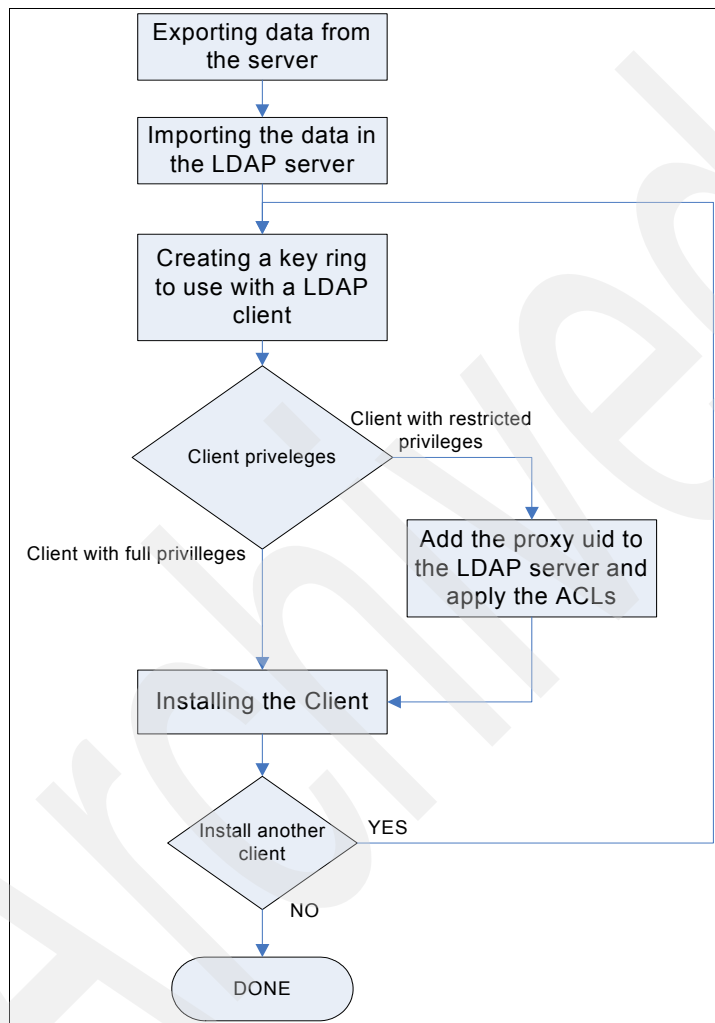 Exporting data from
the server
Importing the data in
the LDAP server
Creating a key ring
to use with a LDAP
client
Client with restricted
privileges
Client priveleges
Client with full privilleges
Add the proxy uid to
the LDAP server and
apply the ACLs
Installing the Client
Install another
client
YES
NO
DONE
Archived